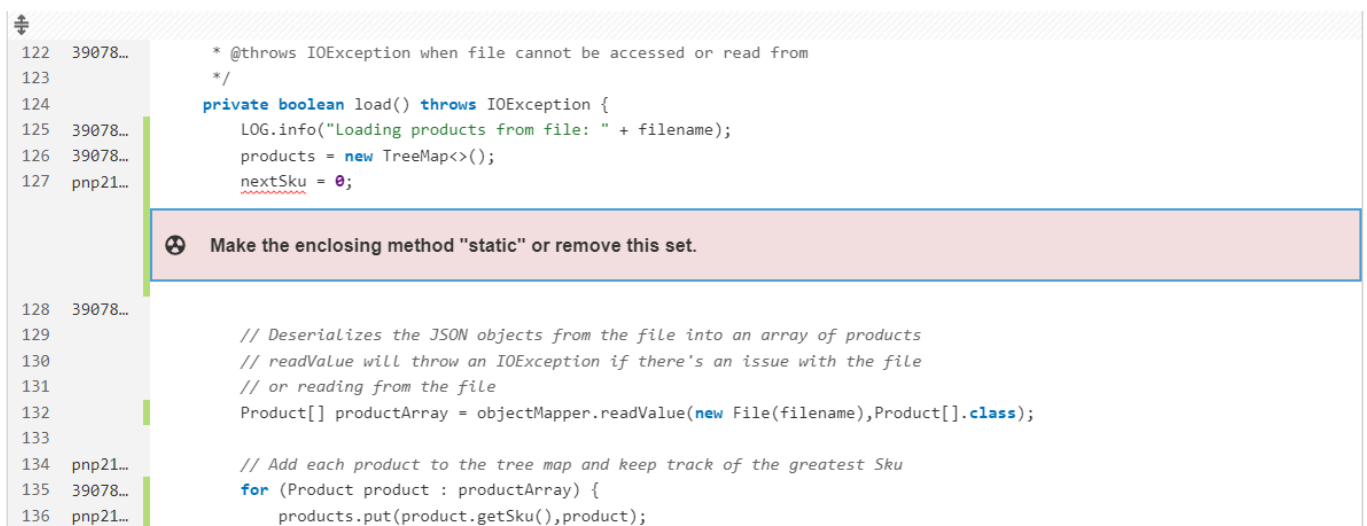 122 39078… * @throws IOException when file cannot be accessed or read from
123 */
124 private boolean load() throws IOException {
125 39078… LOG.info("Loading products from file: " + filename);
126 39078… products = new TreeMap<>();
127 pnp21… nextSku = 0;
Make the enclosing method "static" or remove this set.
128 39078…
129 // Deserializes the JSON objects from the file into an array of products
130 // readValue will throw an IOException if there's an issue with the file
131 // or reading from the file
132 Product[] productArray = objectMapper.readValue(new File(filename),Product[].class);
133
134 pnp21… // Add each product to the tree map and keep track of the greatest Sku
135 39078… for (Product product : productArray) {
136 pnp21… products.put(product.getSku(),product);